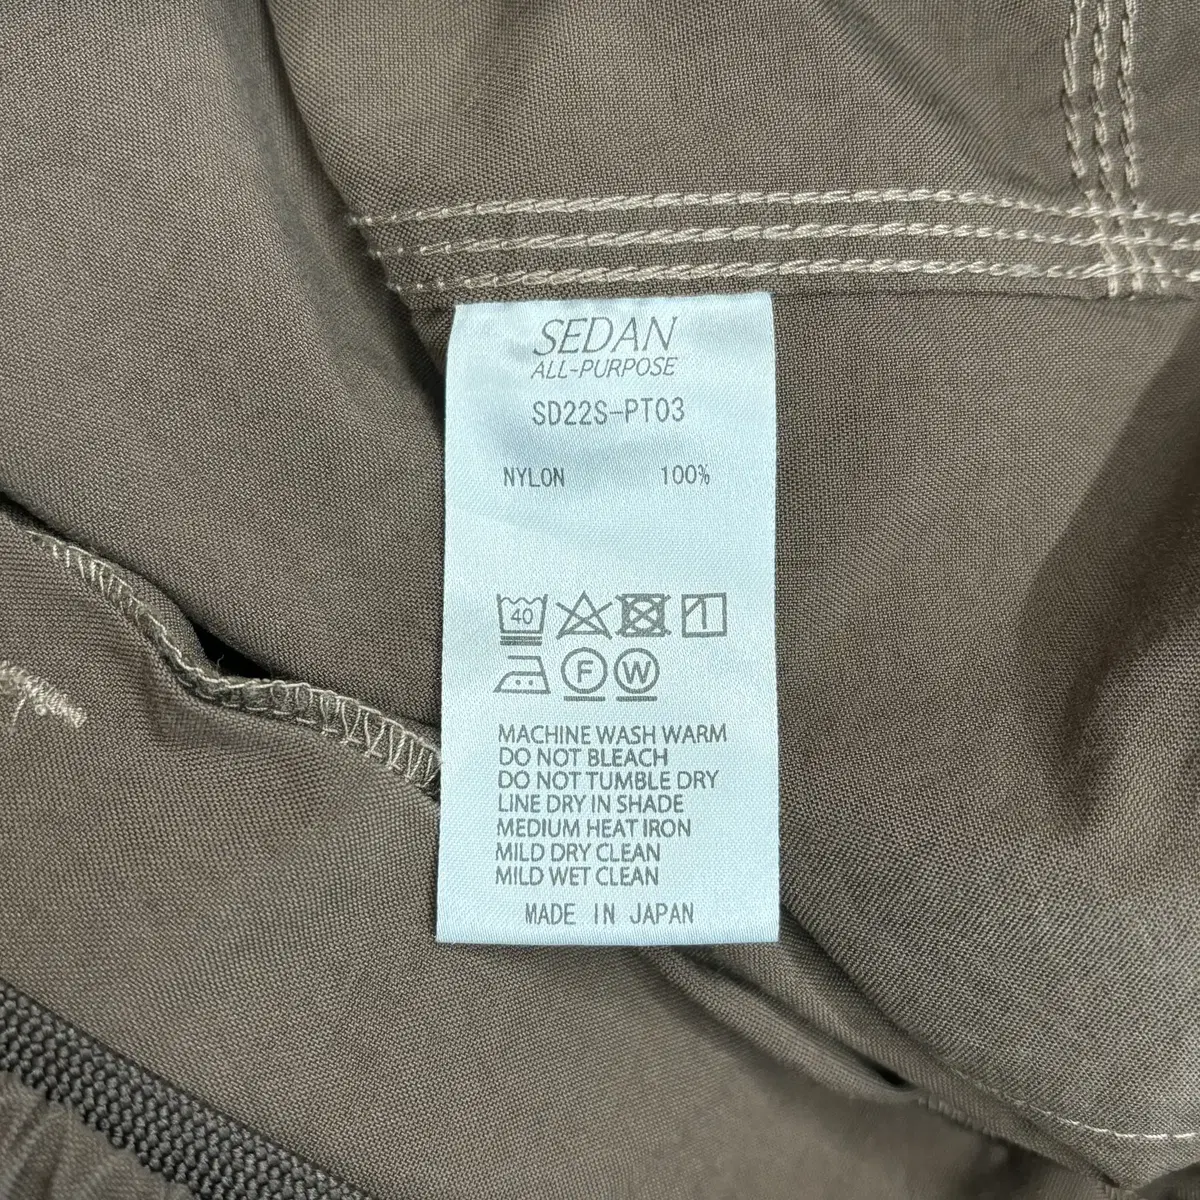 SEDAN
ALL-PURPOSE
SD22S-PT03
NYLON 100%
40
F W
MACHINE WASH WARM
DO NOT BLEACH
DO NOT TUMBLE DRY
LINE DRY IN SHADE
MEDIUM HEAT IRON
MILD DRY CLEAN
MILD WET CLEAN
MADE IN JAPAN